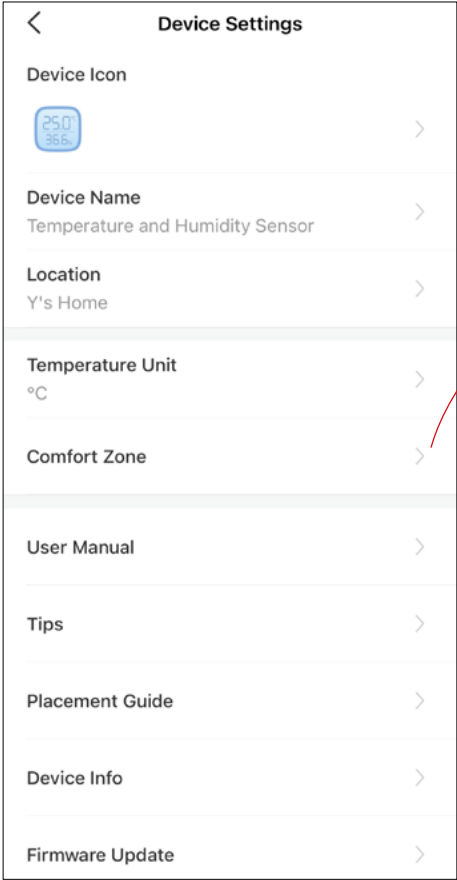 Device Settings
Device Icon
25.0°c
36.6%
Device Name
Temperature and Humidity Sensor
Location
Y's Home
Temperature Unit
°C
Comfort Zone
User Manual
Tips
Placement Guide
Device Info
Firmware Update